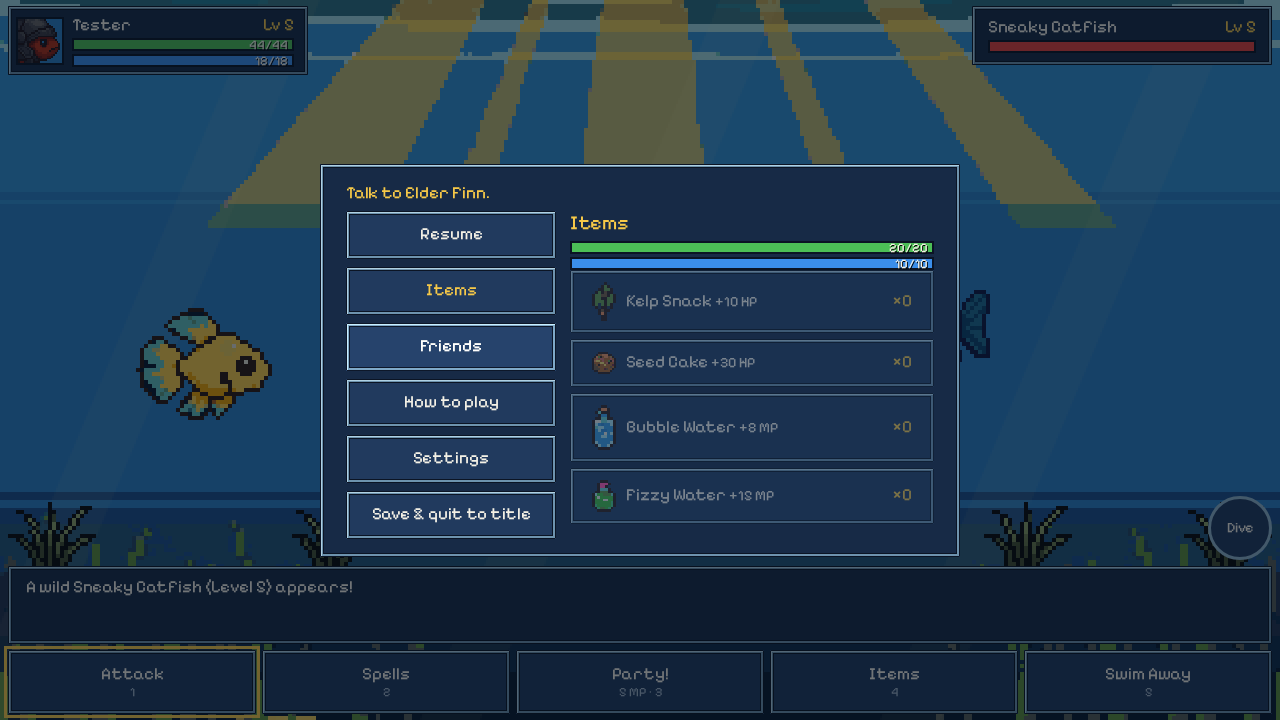 Tester
Lv 5
44/44
18/18
Sneaky Catfish
Lv 5
Talk to Elder Finn.
Resume
Items
Friends
How to play
Settings
Save & quit to title
Items
20/20
10/10
Kelp Snack +10 HP ×0
Seed Cake +30 HP ×0
Bubble Water +8 MP ×0
Fizzy Water +15 MP ×0
Dive
A wild Sneaky Catfish (Level 5) appears!
Attack
1
Spells
2
Party!
5 MP · 3
Items
4
Swim Away
5